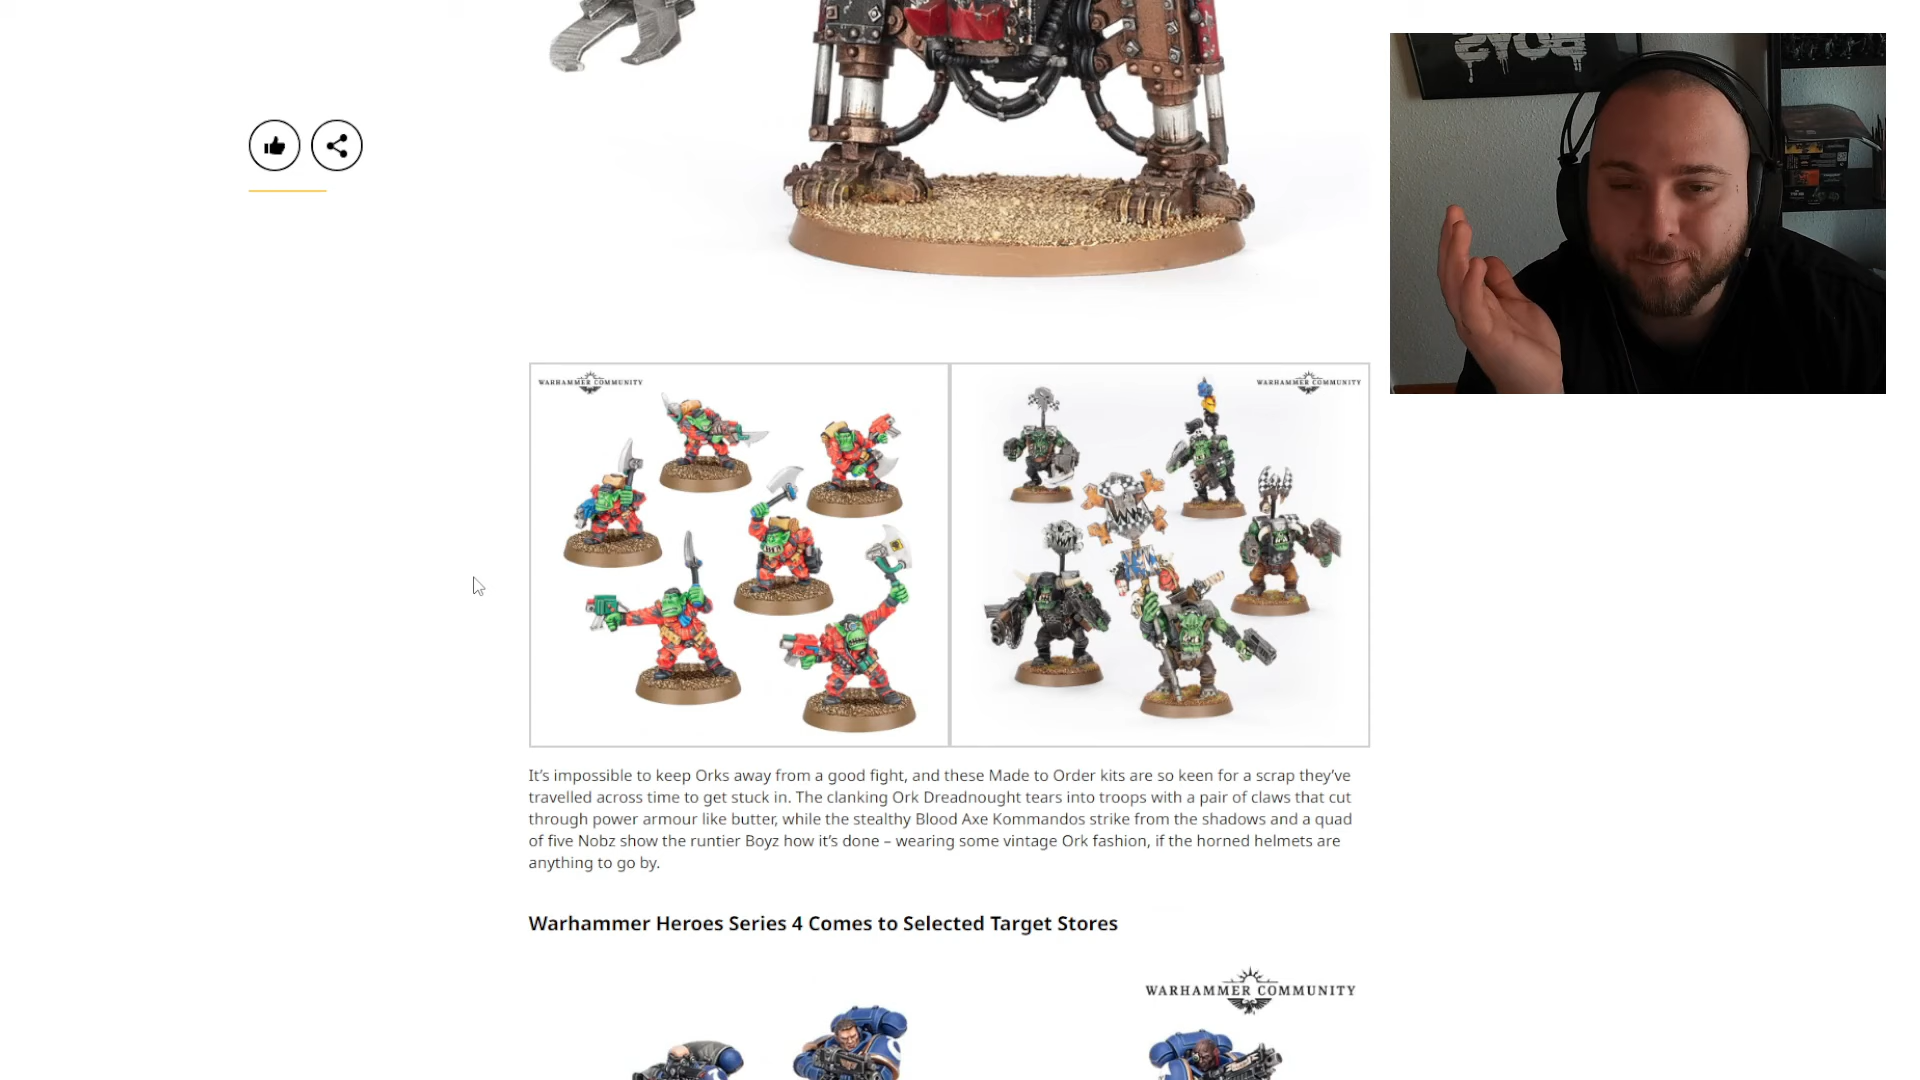 WARHAMMER COMMUNITY
WARHAMMER COMMUNITY
It’s impossible to keep Orks away from a good fight, and these Made to Order kits are so keen for a scrap they’ve
travelled across time to get stuck in. The clanking Ork Dreadnought tears into troops with a pair of claws that cut
through power armour like butter, while the stealthy Blood Axe Kommandos strike from the shadows and a quad
of five Nobz show the runtier Boyz how it’s done – wearing some vintage Ork fashion, if the horned helmets are
anything to go by.
Warhammer Heroes Series 4 Comes to Selected Target Stores
WARHAMMER COMMUNITY